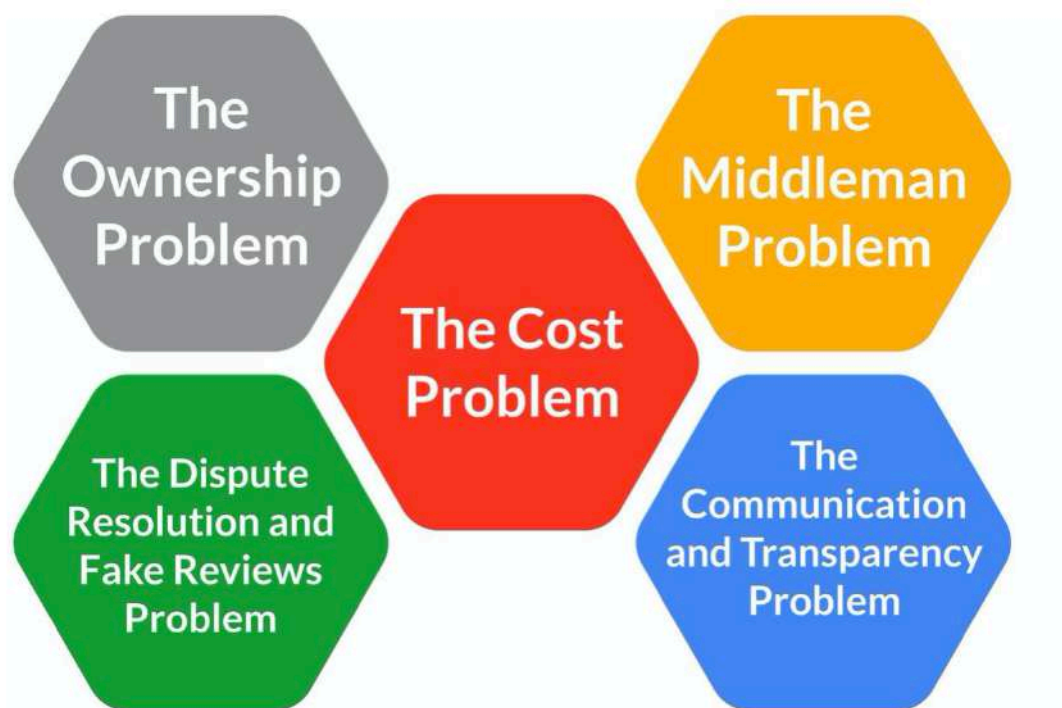 The
Ownership
Problem
The
Middleman
Problem
The Cost
Problem
The Dispute
Resolution and
Fake Reviews
Problem
The
Communication
and Transparency
Problem